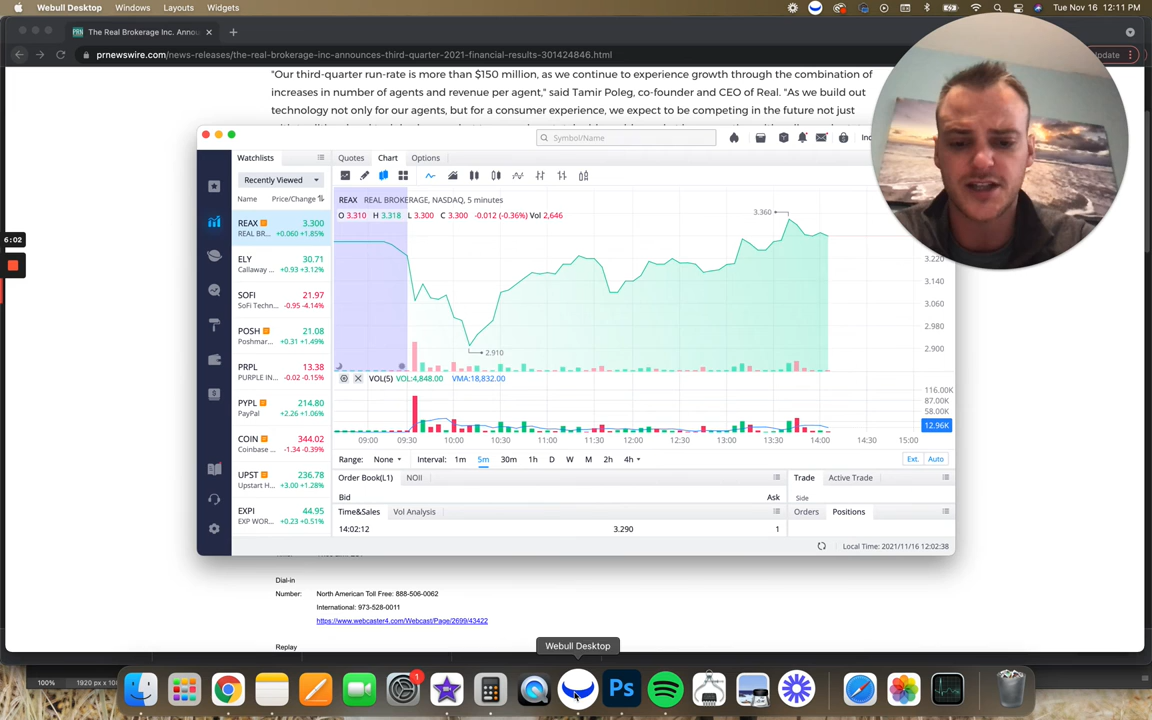 Webull Desktop Windows Layouts Widgets
Tue Nov 16 12:11 PM
PRN The Real Brokerage Inc. Annou
prnewswire.com/news-releases/the-real-brokerage-inc-announces-third-quarter-2021-financial-results-301424846.html
Update
"Our third-quarter run-rate is more than $150 million, as we continue to experience growth through the combination of
increases in number of agents and revenue per agent," said Tamir Poleg, co-founder and CEO of Real. "As we build out
technology not only for our agents, but for a consumer experience, we expect to be competing in the future not just
Symbol/Name
Watchlists Quotes Chart Options
Recently Viewed
Name Price/Change
REAX REAL BROKERAGE, NASDAQ, 5 minutes
O 3.310 H 3.318 L 3.300 C 3.300 -0.012 (-0.36%) Vol 2,646
REAX 3.300
REAL BR... +0.060 +1.85%
ELY 30.71
Callaway ... +0.93 +3.12%
SOFI 21.97
SoFi Techn... -0.95 -4.14%
POSH 21.08
Poshmar... +0.31 +1.49%
PRPL 13.38
PURPLE IN... -0.02 -0.15%
PYPL 214.80
PayPal +2.26 +1.06%
COIN 344.02
Coinbase ... -1.34 -0.39%
UPST 236.78
Upstart H... +3.00 +1.28%
EXPI 44.95
EXP WOR... +0.23 +0.51%
3.360
2.910
3.220
3.140
3.060
2.980
2.900
VOL(5) VOL:4,848.00 VMA:18,832.00
116.00K
87.00K
58.00K
12.96K
09:00 09:30 10:00 10:30 11:00 11:30 12:00 12:30 13:00 13:30 14:00 14:30 15:00
Range: None Interval: 1m 5m 30m 1h D W M 2h 4h Ext. Auto
Order Book(L1) NOII Trade Active Trade
Bid Ask Side
Time&Sales Vol Analysis Orders Positions
14:02:12 3.290 1
Local Time: 2021/11/16 12:02:38
6:02
Dial-in
Number: North American Toll Free: 888-506-0062
International: 973-528-0011
https://www.webcaster4.com/Webcast/Page/2699/43422
Replay
Webull Desktop
100% 1920 px
1
Ps